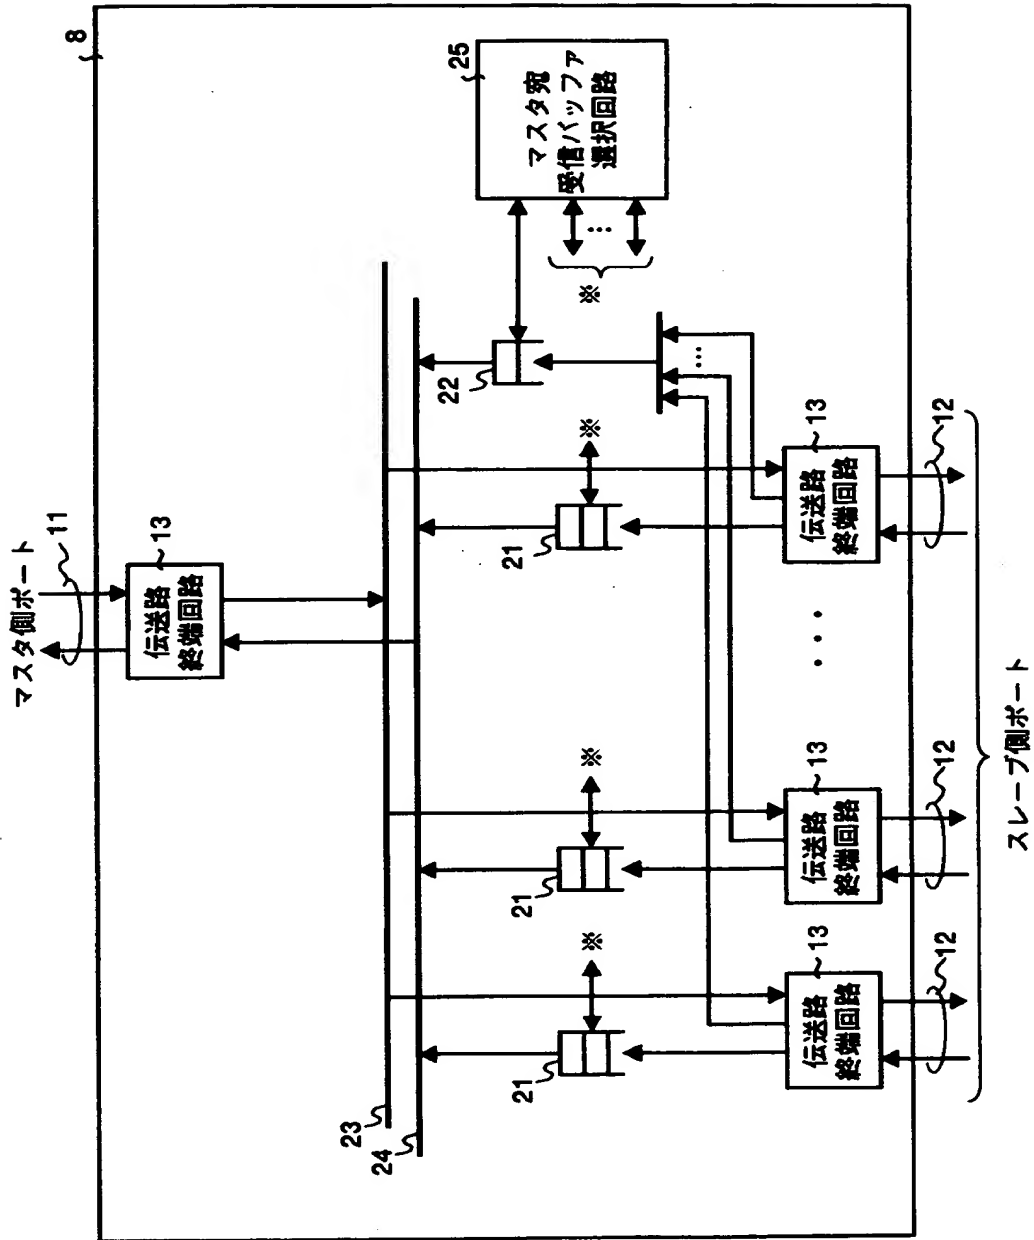 8
マスタ側ポート
11
伝送路
終端回路
13
23
24
25
マスタ宛
受信バッファ
選択回路
※
…
22
21
※
21
※
21
※
…
伝送路
終端回路
13
伝送路
終端回路
13
...
伝送路
終端回路
13
12
12
12
スレーブ側ポート